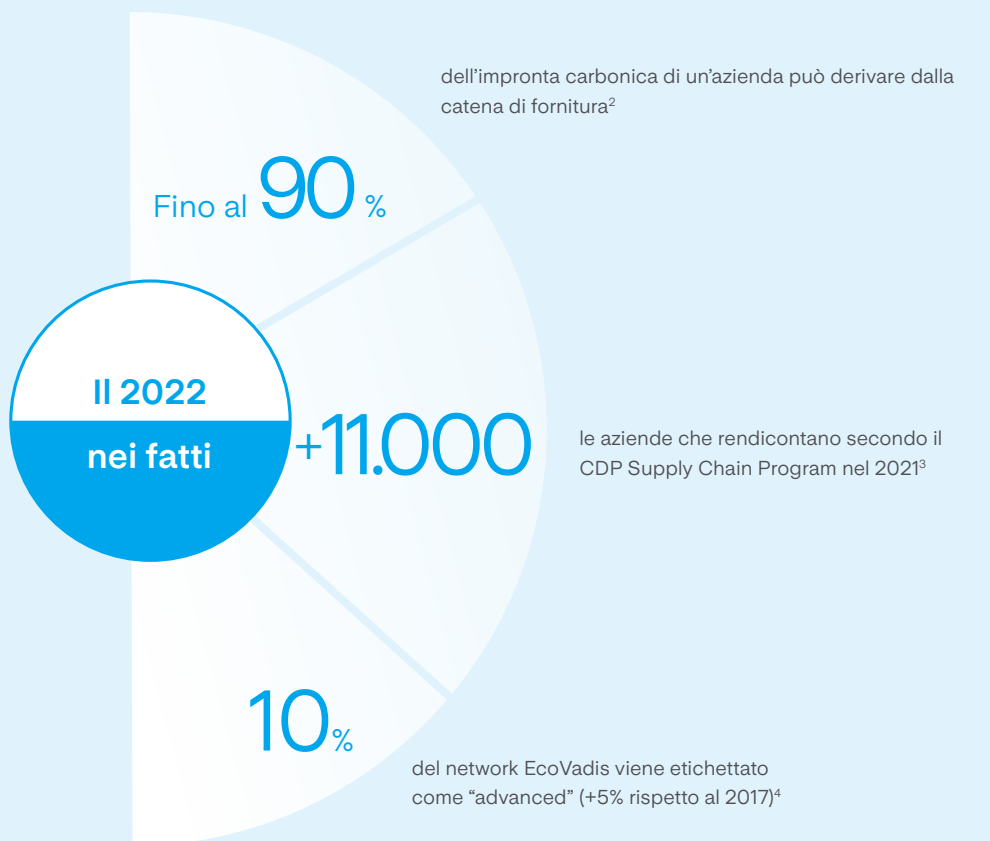 dell'impronta carbonica di un'azienda può derivare dalla
catena di fornitura²
Fino al 90 %
Il 2022
nei fatti
+11.000
le aziende che rendicontano secondo il
CDP Supply Chain Program nel 2021³
10%
del network EcoVadis viene etichettato
come “advanced” (+5% rispetto al 2017)⁴